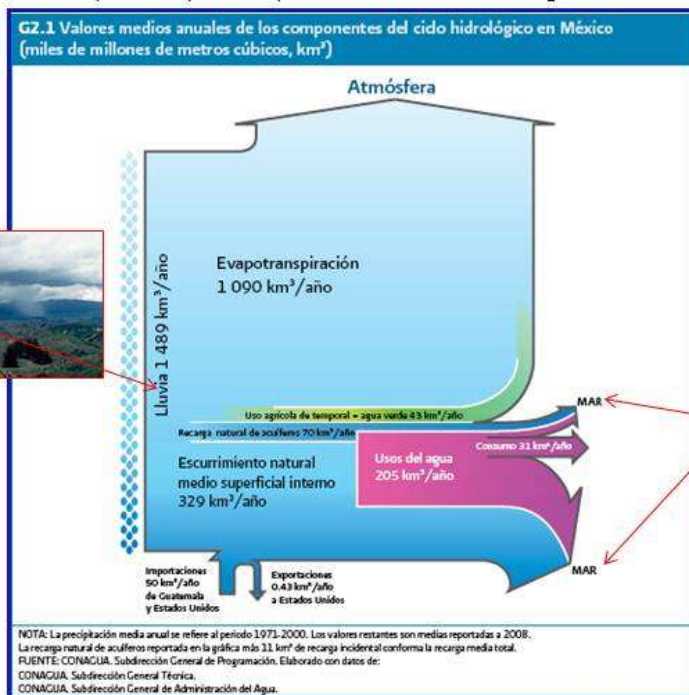 G2.1 Valores medios anuales de los componentes del ciclo hidrológico en México
(miles de millones de metros cúbicos, km³)
Atmósfera
Evapotranspiración
1 090 km³/año
Lluvia 1 489 km³/año
Uso agrícola de temporal = agua verde 43 km³/año
Recarga natural de acuíferos 70 km³/año
MAR
Consumo 31 km³/año
Usos del agua
205 km³/año
Escurrimiento natural
medio superficial interno
329 km³/año
MAR
Importaciones
50 km³/año
de Guatemala
y Estados Unidos
Exportaciones
0.43 km³/año
a Estados Unidos
NOTA: La precipitación media anual se refiere al periodo 1971-2000. Los valores restantes son medias reportadas a 2008.
La recarga natural de acuíferos reportada en la gráfica más 11 km³ de recarga incidental conforma la recarga media total.
FUENTE: CONAGUA. Subdirección General de Programación. Elaborado con datos de:
CONAGUA. Subdirección General Técnica.
CONAGUA. Subdirección General de Administración del Agua.